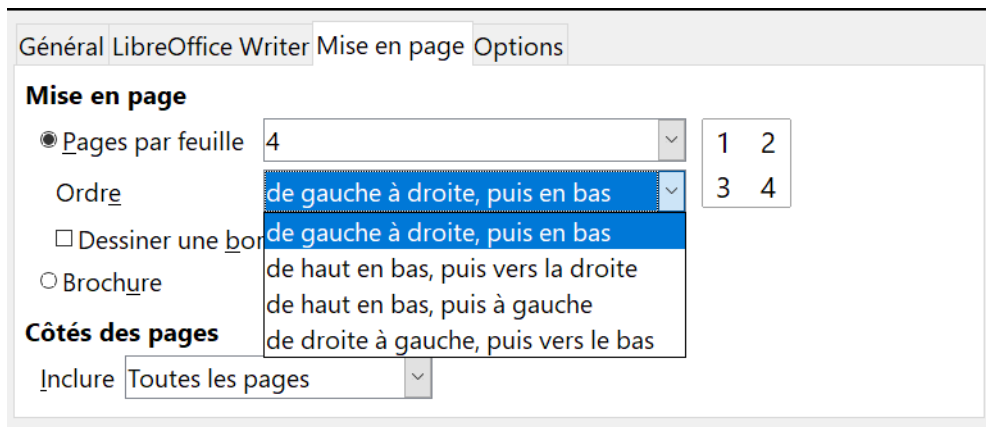 Général LibreOffice Writer Mise en page Options
Mise en page
Pages par feuille 4
1 2
Ordre de gauche à droite, puis en bas
3 4
de gauche à droite, puis en bas
Dessiner une
de haut en bas, puis vers la droite
Brochure
de haut en bas, puis à gauche
Côtés des pages
de droite à gauche, puis vers le bas
Inclure Toutes les pages